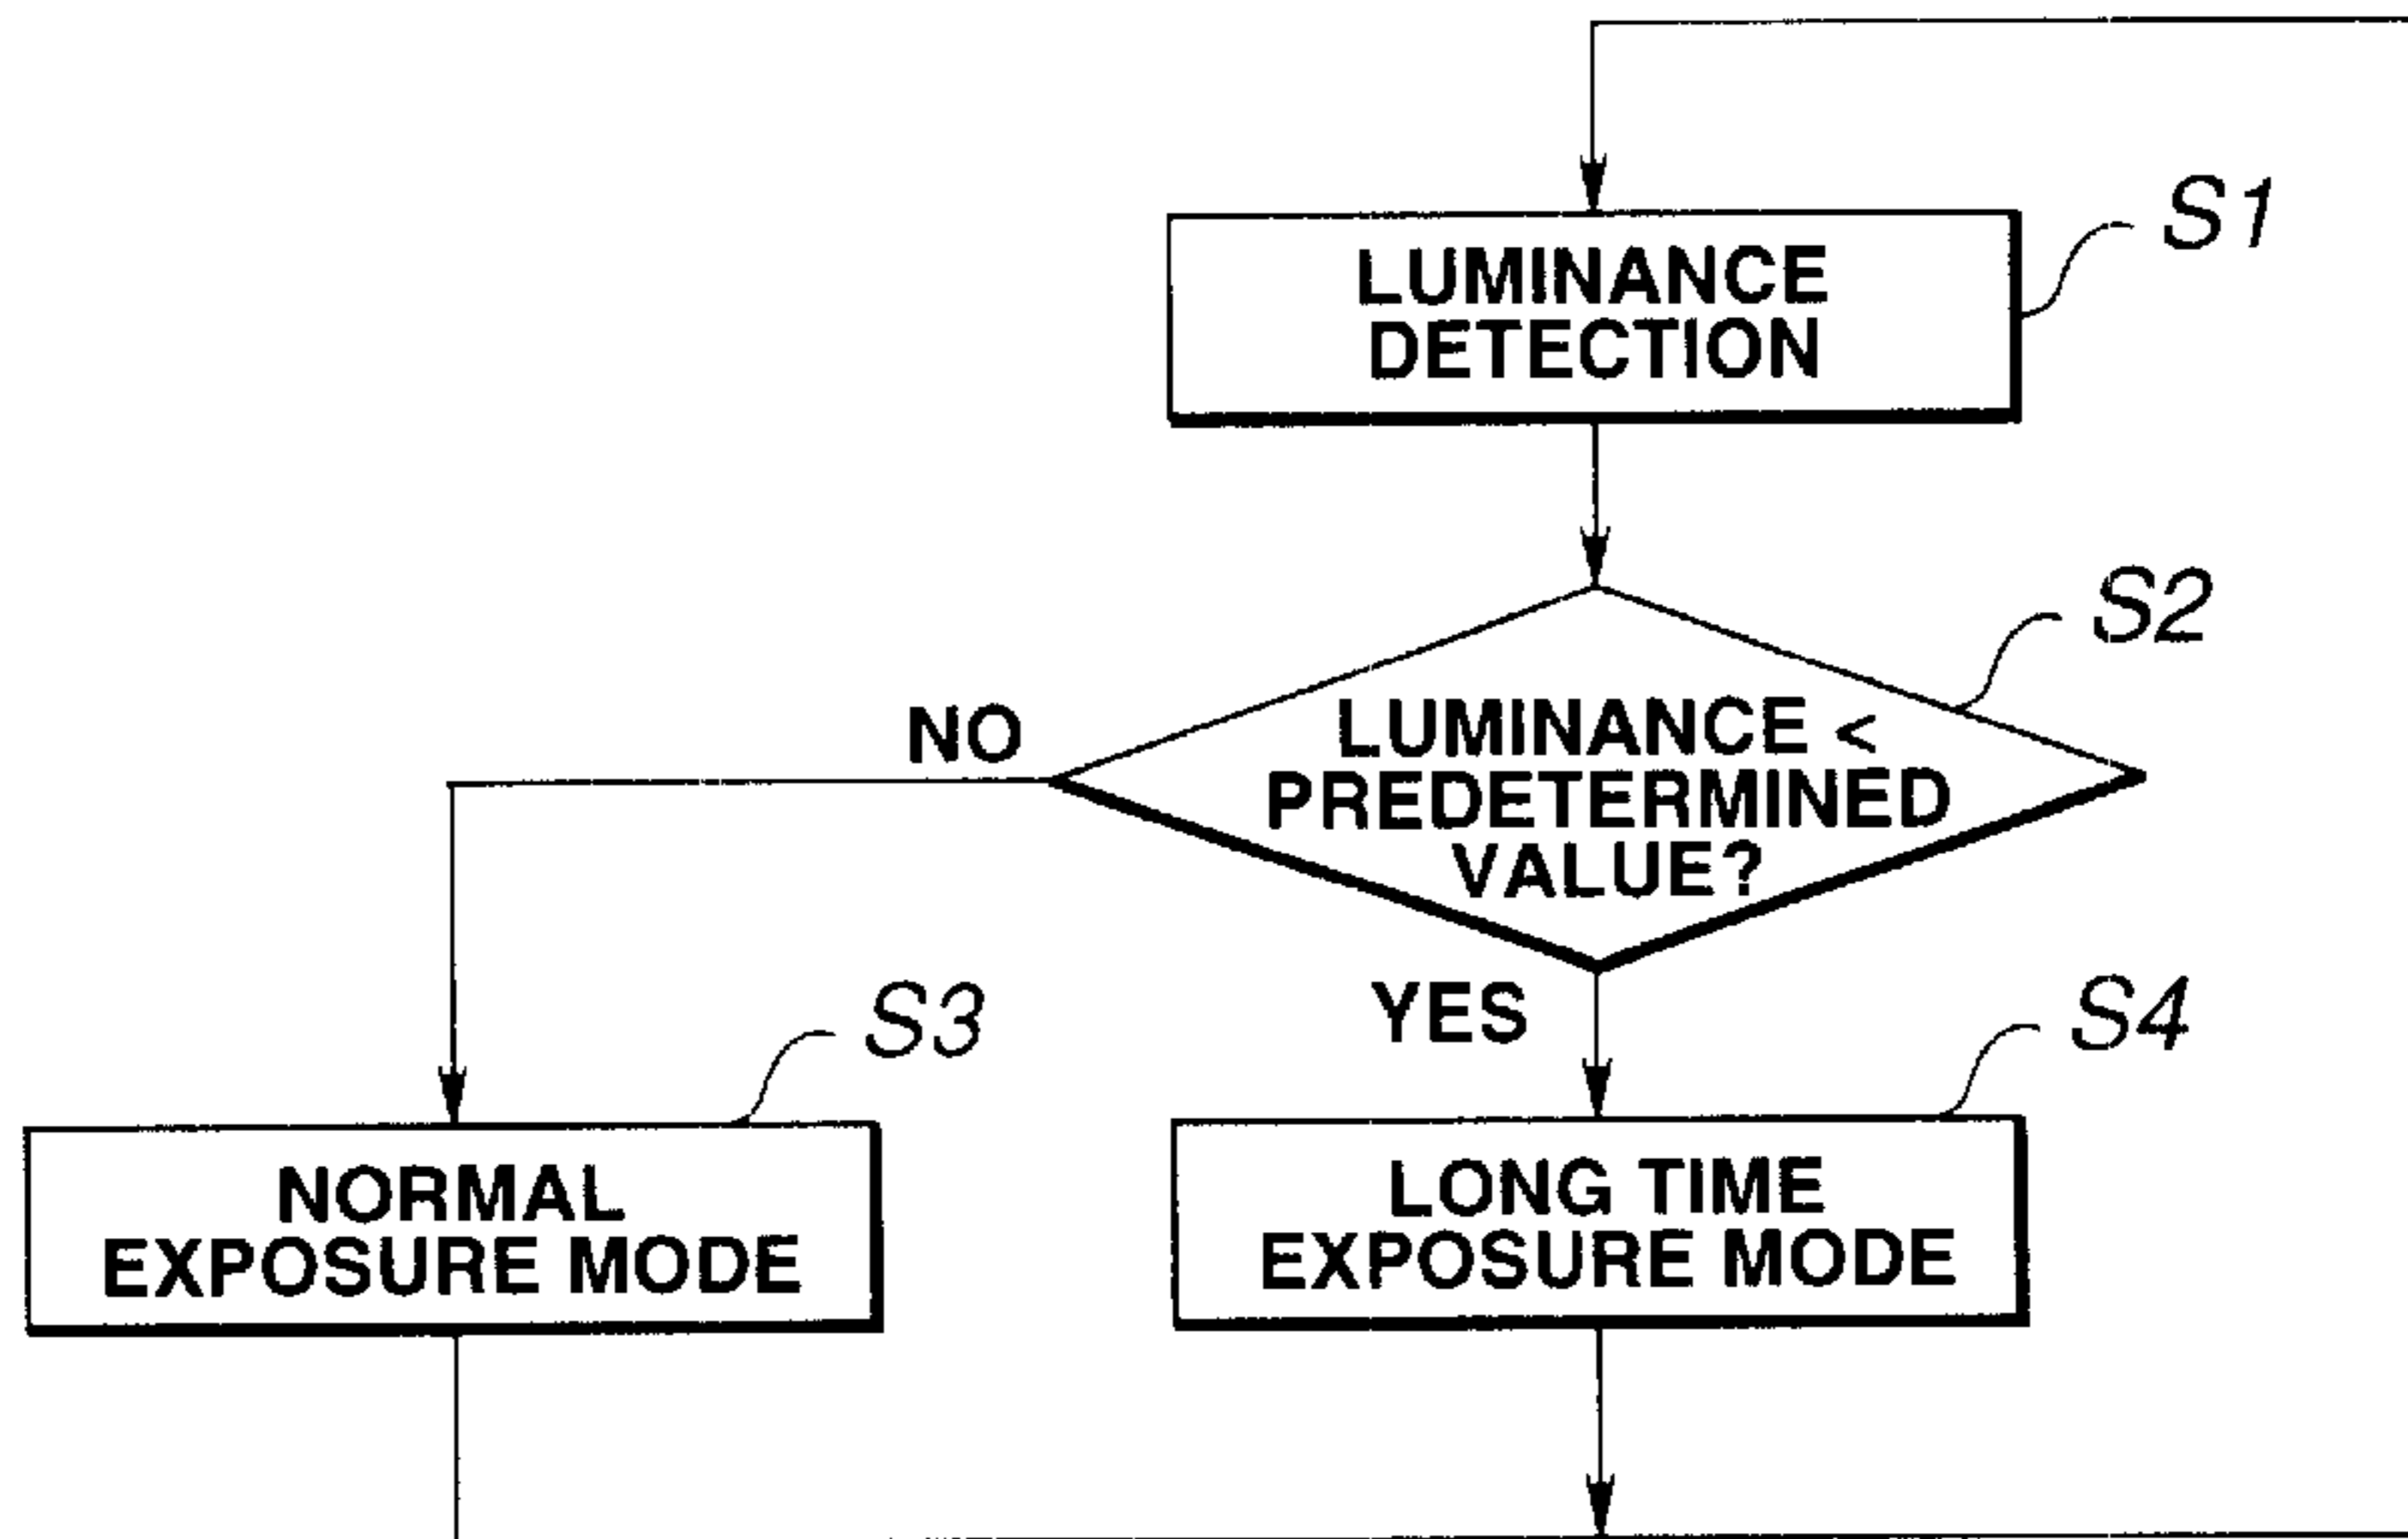 S1
LUMINANCE
DETECTION
S2
NO
LUMINANCE <
PREDETERMINED
VALUE?
YES
S3
S4
NORMAL
EXPOSURE MODE
LONG TIME
EXPOSURE MODE